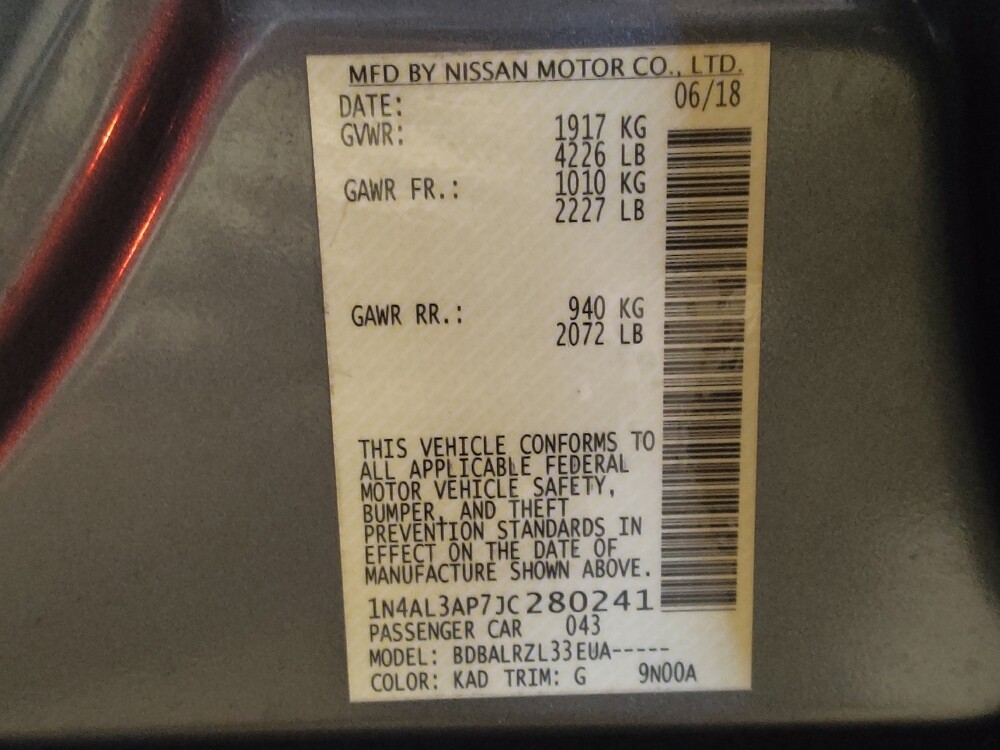 MFD BY NISSAN MOTOR CO., LTD.
DATE: 06/18
GVWR: 1917 KG
4226 LB
GAWR FR.: 1010 KG
2227 LB
GAWR RR.: 940 KG
2072 LB
THIS VEHICLE CONFORMS TO
ALL APPLICABLE FEDERAL
MOTOR VEHICLE SAFETY,
BUMPER, AND THEFT
PREVENTION STANDARDS IN
EFFECT ON THE DATE OF
MANUFACTURE SHOWN ABOVE.
1N4AL3AP7JC280241
PASSENGER CAR 043
MODEL: BDBALRZL33EUA-----
COLOR: KAD TRIM: G 9N00A